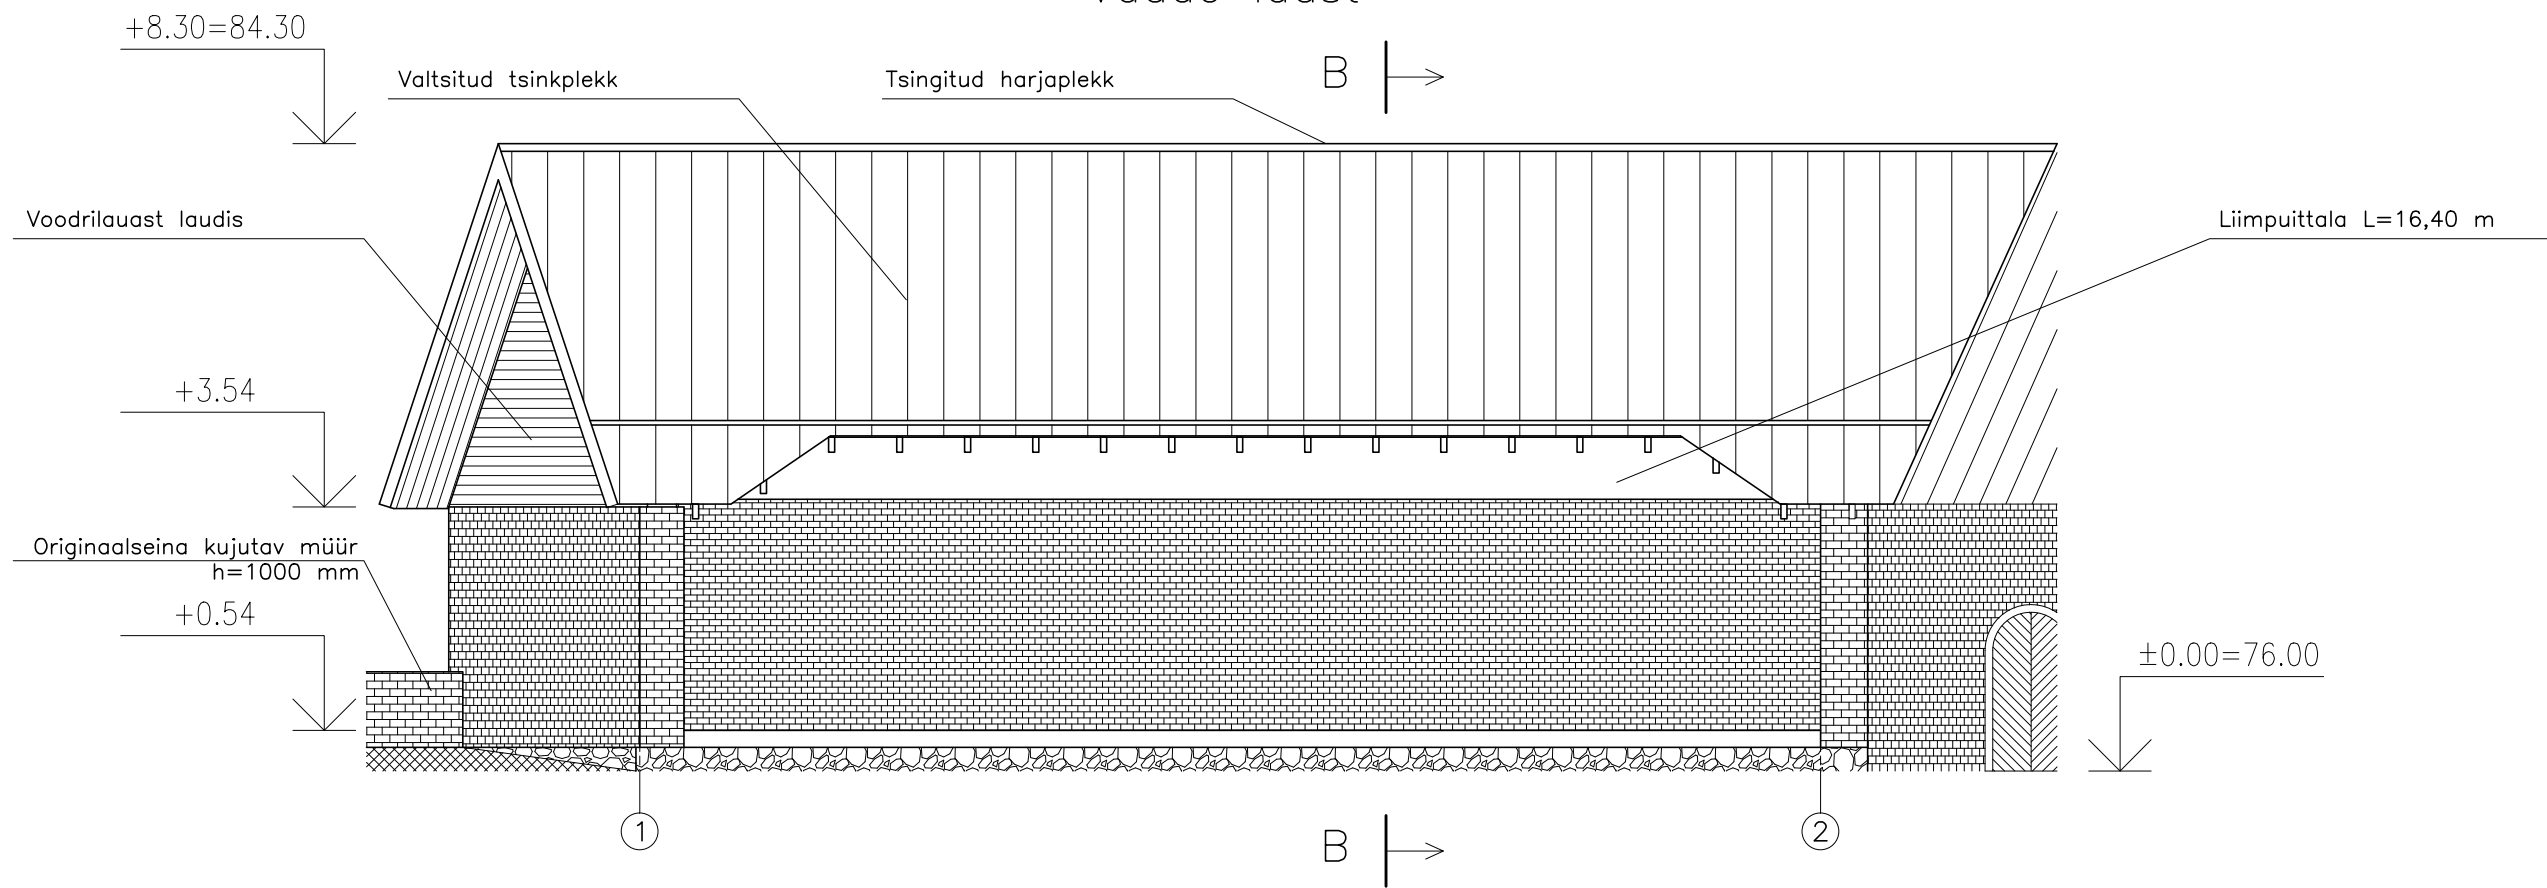 +8.30=84.30
B
Valtsitud tsinkplekk
Tsingitud harjaplekk
Voodrilauast laudis
Liimpuittala L=16,40 m
+3.54
Originaalseina kujutav müür
h=1000 mm
+0.54
±0.00=76.00
1
2
B